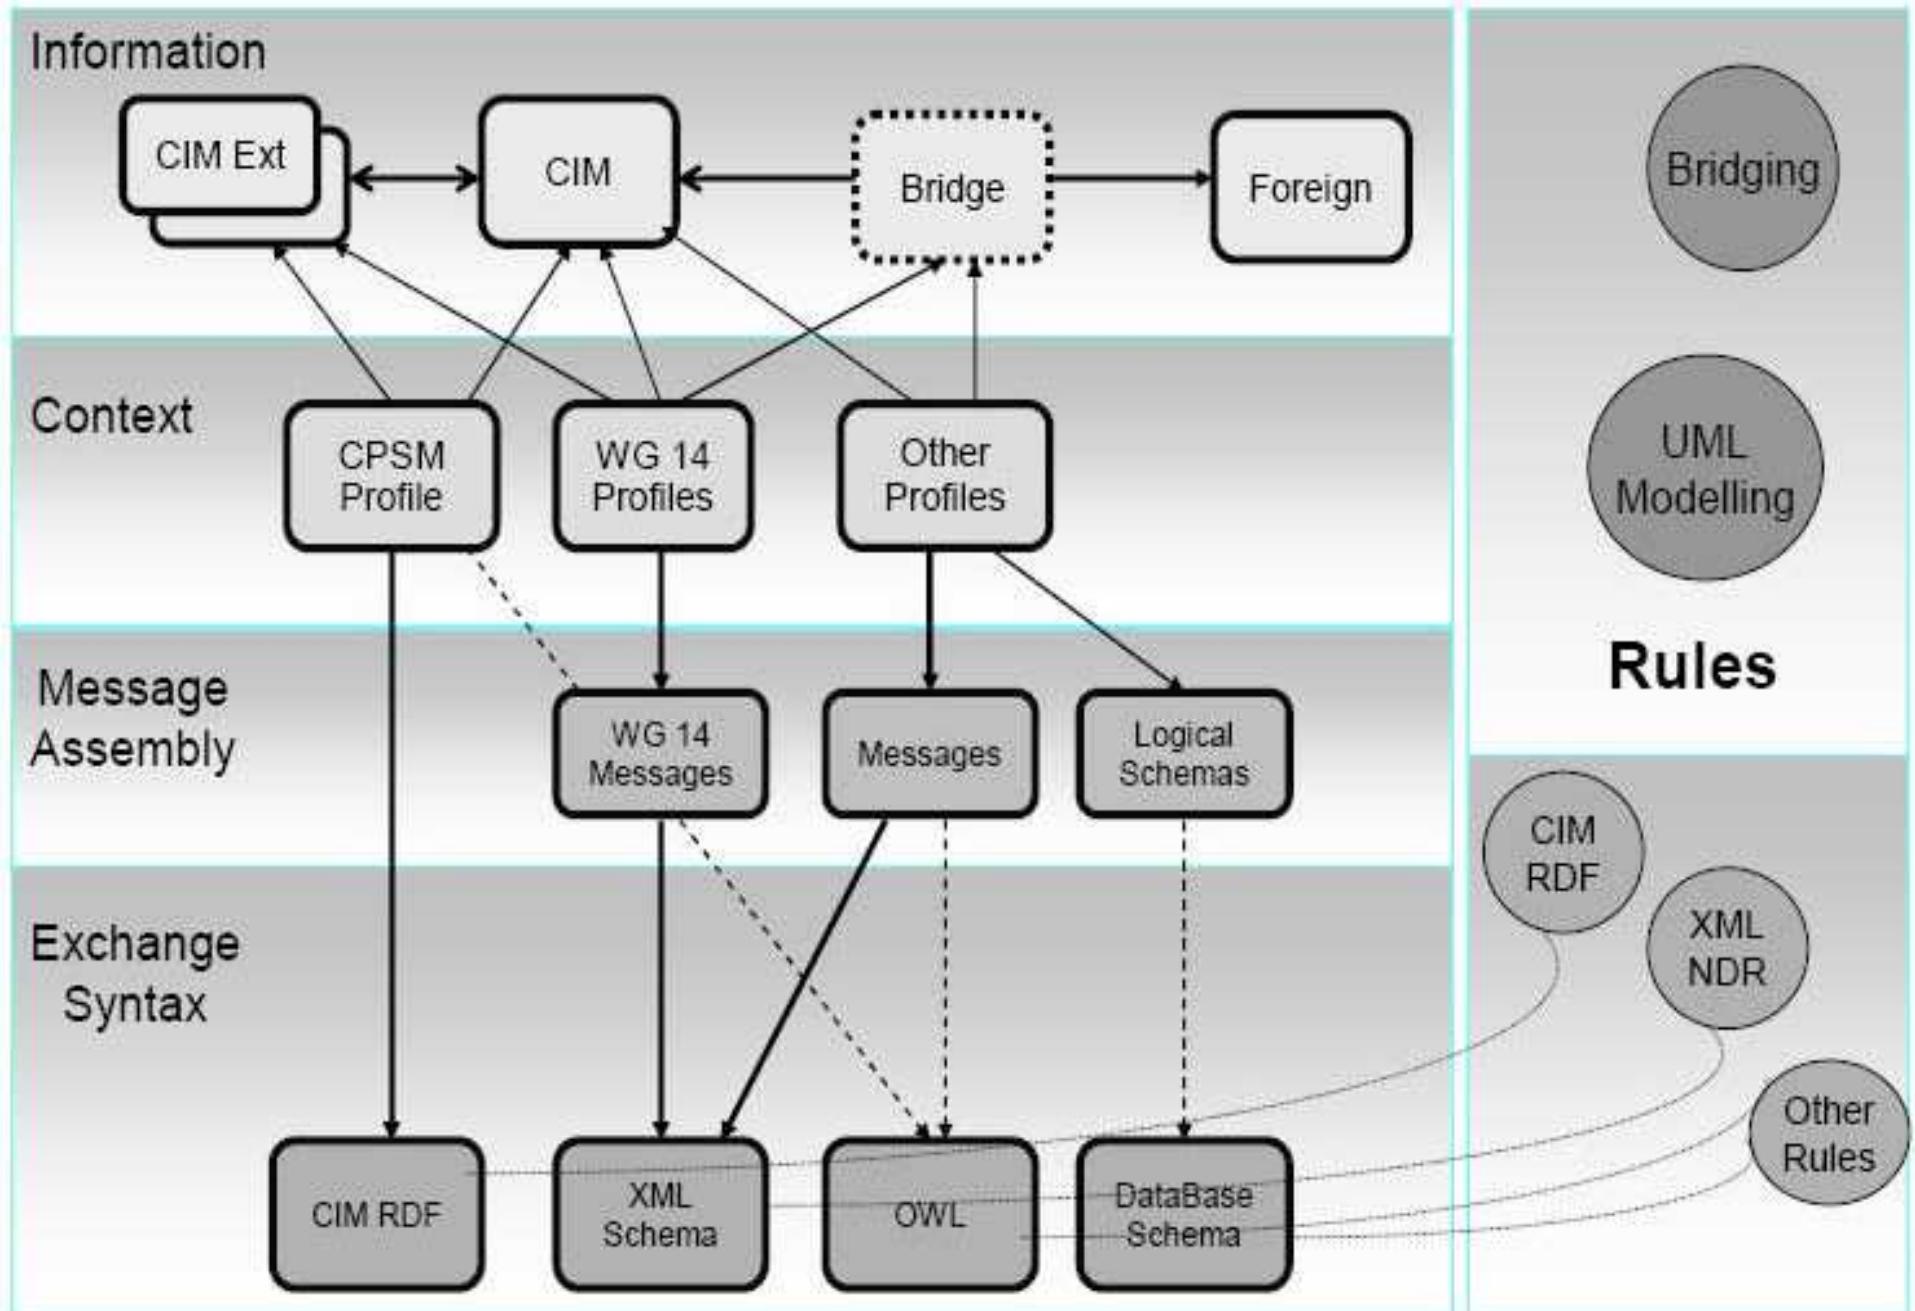 Information
CIM Ext
CIM
Bridge
Foreign
Context
CPSM
Profile
WG 14
Profiles
Other
Profiles
Message
Assembly
WG 14
Messages
Messages
Logical
Schemas
Exchange
Syntax
CIM RDF
XML
Schema
OWL
DataBase
Schema
Bridging
UML
Modelling
Rules
CIM
RDF
XML
NDR
Other
Rules